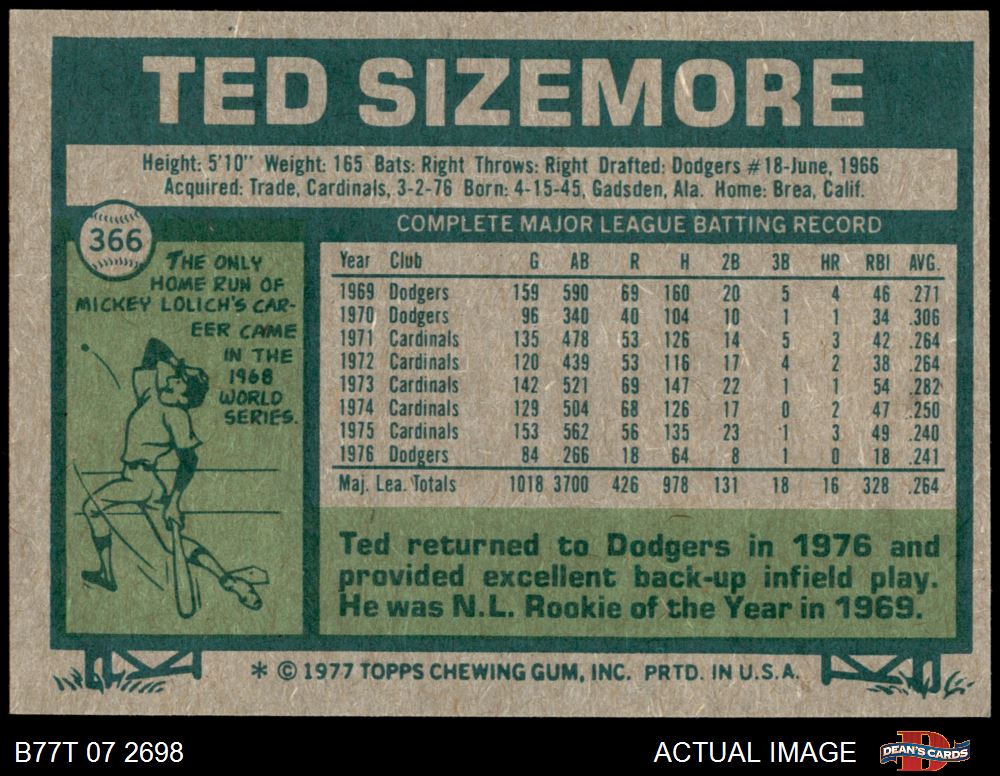 TED SIZEMORE
Height: 5'10" Weight: 165 Bats: Right Throws: Right Drafted: Dodgers #18-June, 1966
Acquired: Trade, Cardinals, 3-2-76 Born: 4-15-45, Gadsden, Ala. Home: Brea, Calif.
366
THE ONLY
HOME RUN OF
MICKEY LOLICH'S CAR-
EER CAME
IN THE
1968
WORLD
SERIES.
COMPLETE MAJOR LEAGUE BATTING RECORD
Year Club G AB R H 2B 3B HR RBI AVG.
1969 Dodgers 159 590 69 160 20 5 4 46 .271
1970 Dodgers 96 340 40 104 10 1 1 34 .306
1971 Cardinals 135 478 53 126 14 5 3 42 .264
1972 Cardinals 120 439 53 116 17 4 2 38 .264
1973 Cardinals 142 521 69 147 22 1 1 54 .282
1974 Cardinals 129 504 68 126 17 0 2 47 .250
1975 Cardinals 153 562 56 135 23 1 3 49 .240
1976 Dodgers 84 266 18 64 8 1 0 18 .241
Maj. Lea. Totals 1018 3700 426 978 131 18 16 328 .264
Ted returned to Dodgers in 1976 and
provided excellent back-up infield play.
He was N.L. Rookie of the Year in 1969.
* © 1977 TOPPS CHEWING GUM, INC. PRTD. IN U.S.A.
B77T 07 2698
ACTUAL IMAGE
D
DEAN'S CARDS